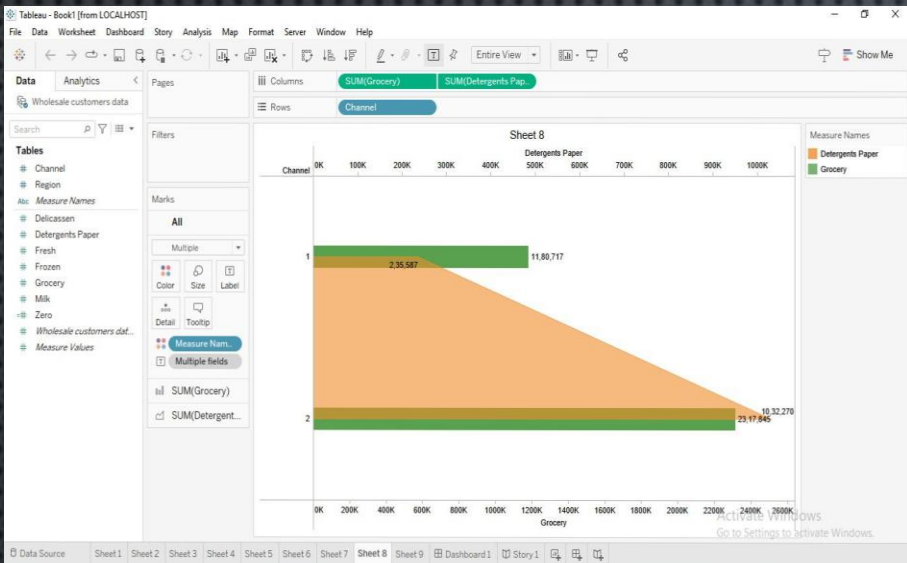 Tableau - Book1 [from LOCALHOST]
File Data Worksheet Dashboard Story Analysis Map Format Server Window Help
Entire View
Show Me
Data Analytics
Wholesale customers data
Search
Tables
# Channel
# Region
Abc Measure Names
# Delicassen
# Detergents Paper
# Fresh
# Frozen
# Grocery
# Milk
=# Zero
# Wholesale customers dat...
# Measure Values
Pages
Filters
Marks
All
Multiple
Color Size Label
Detail Tooltip
Measure Nam..
Multiple fields
SUM(Grocery)
SUM(Detergent...
Columns SUM(Grocery) SUM(Detergents Pap..
Rows Channel
Sheet 8
Detergents Paper
Channel 0K 100K 200K 300K 400K 500K 600K 700K 800K 900K 1000K
1 11,80,717
2,35,587
10,32,270
2 23,17,845
0K 200K 400K 600K 800K 1000K 1200K 1400K 1600K 1800K 2000K 2200K 2400K 2600K
Grocery
Measure Names
Detergents Paper
Grocery
Activate Windows
Go to Settings to activate Windows.
Data Source Sheet 1 Sheet 2 Sheet 3 Sheet 4 Sheet 5 Sheet 6 Sheet 7 Sheet 8 Sheet 9 Dashboard 1 Story 1